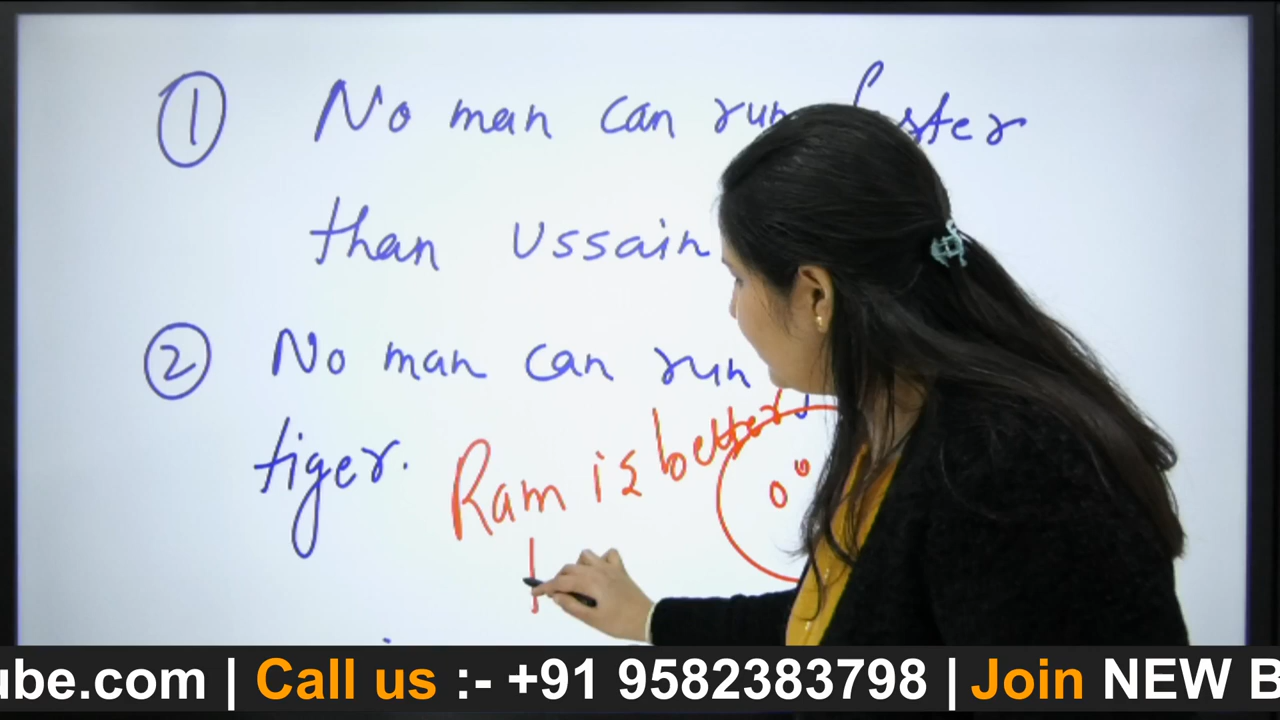 ① No man can run faster
than Ussain
② No man can run
tiger.
Ram is better
ube.com | Call us :- +91 9582383798 | Join NEW B